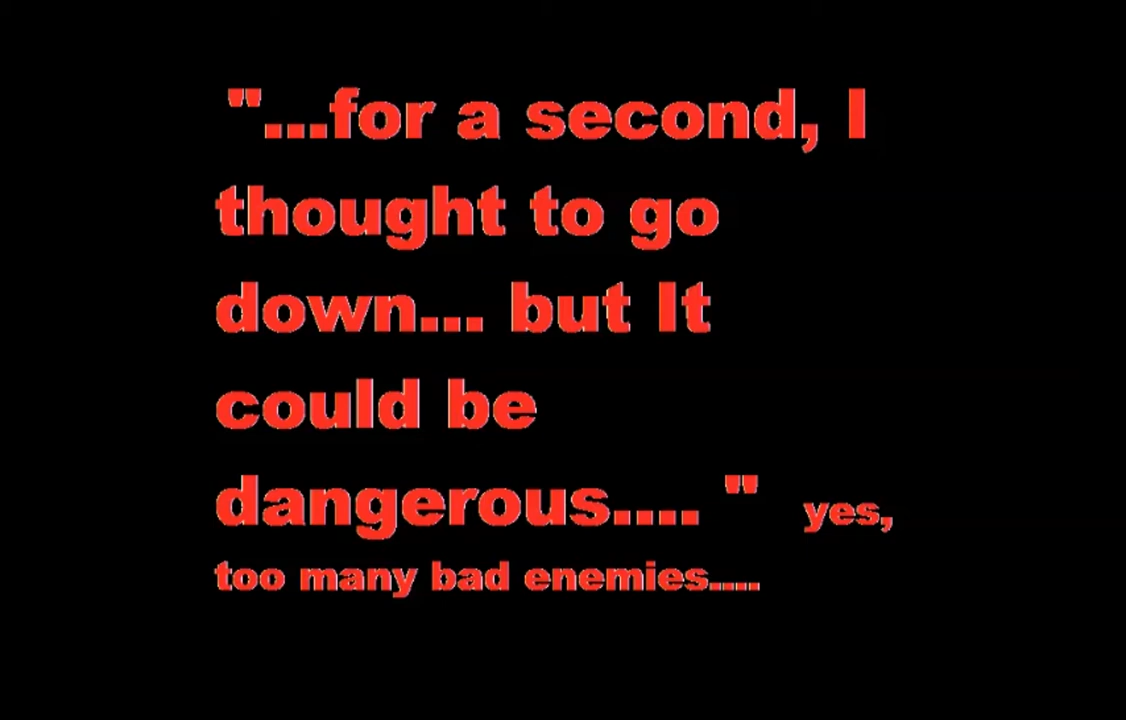 "...for a second, I
thought to go
down... but It
could be
dangerous.... " yes,
too many bad enemies....